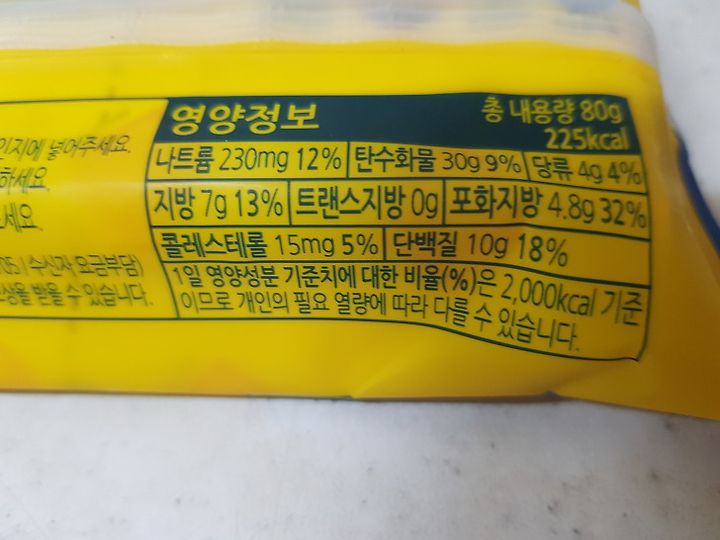 영양정보
총 내용량 80g
225kcal
나트륨 230mg 12% 탄수화물 30g 9% 당류 4g 4%
지방 7g 13% 트랜스지방 0g 포화지방 4.8g 32%
콜레스테롤 15mg 5% 단백질 10g 18%
1일 영양성분 기준치에 대한 비율(%)은 2,000kcal 기준
이므로 개인의 필요 열량에 따라 다를 수 있습니다.
넣어주세요.
하세요.
세요.
수신자 요금부담)
받을 수 있습니다.